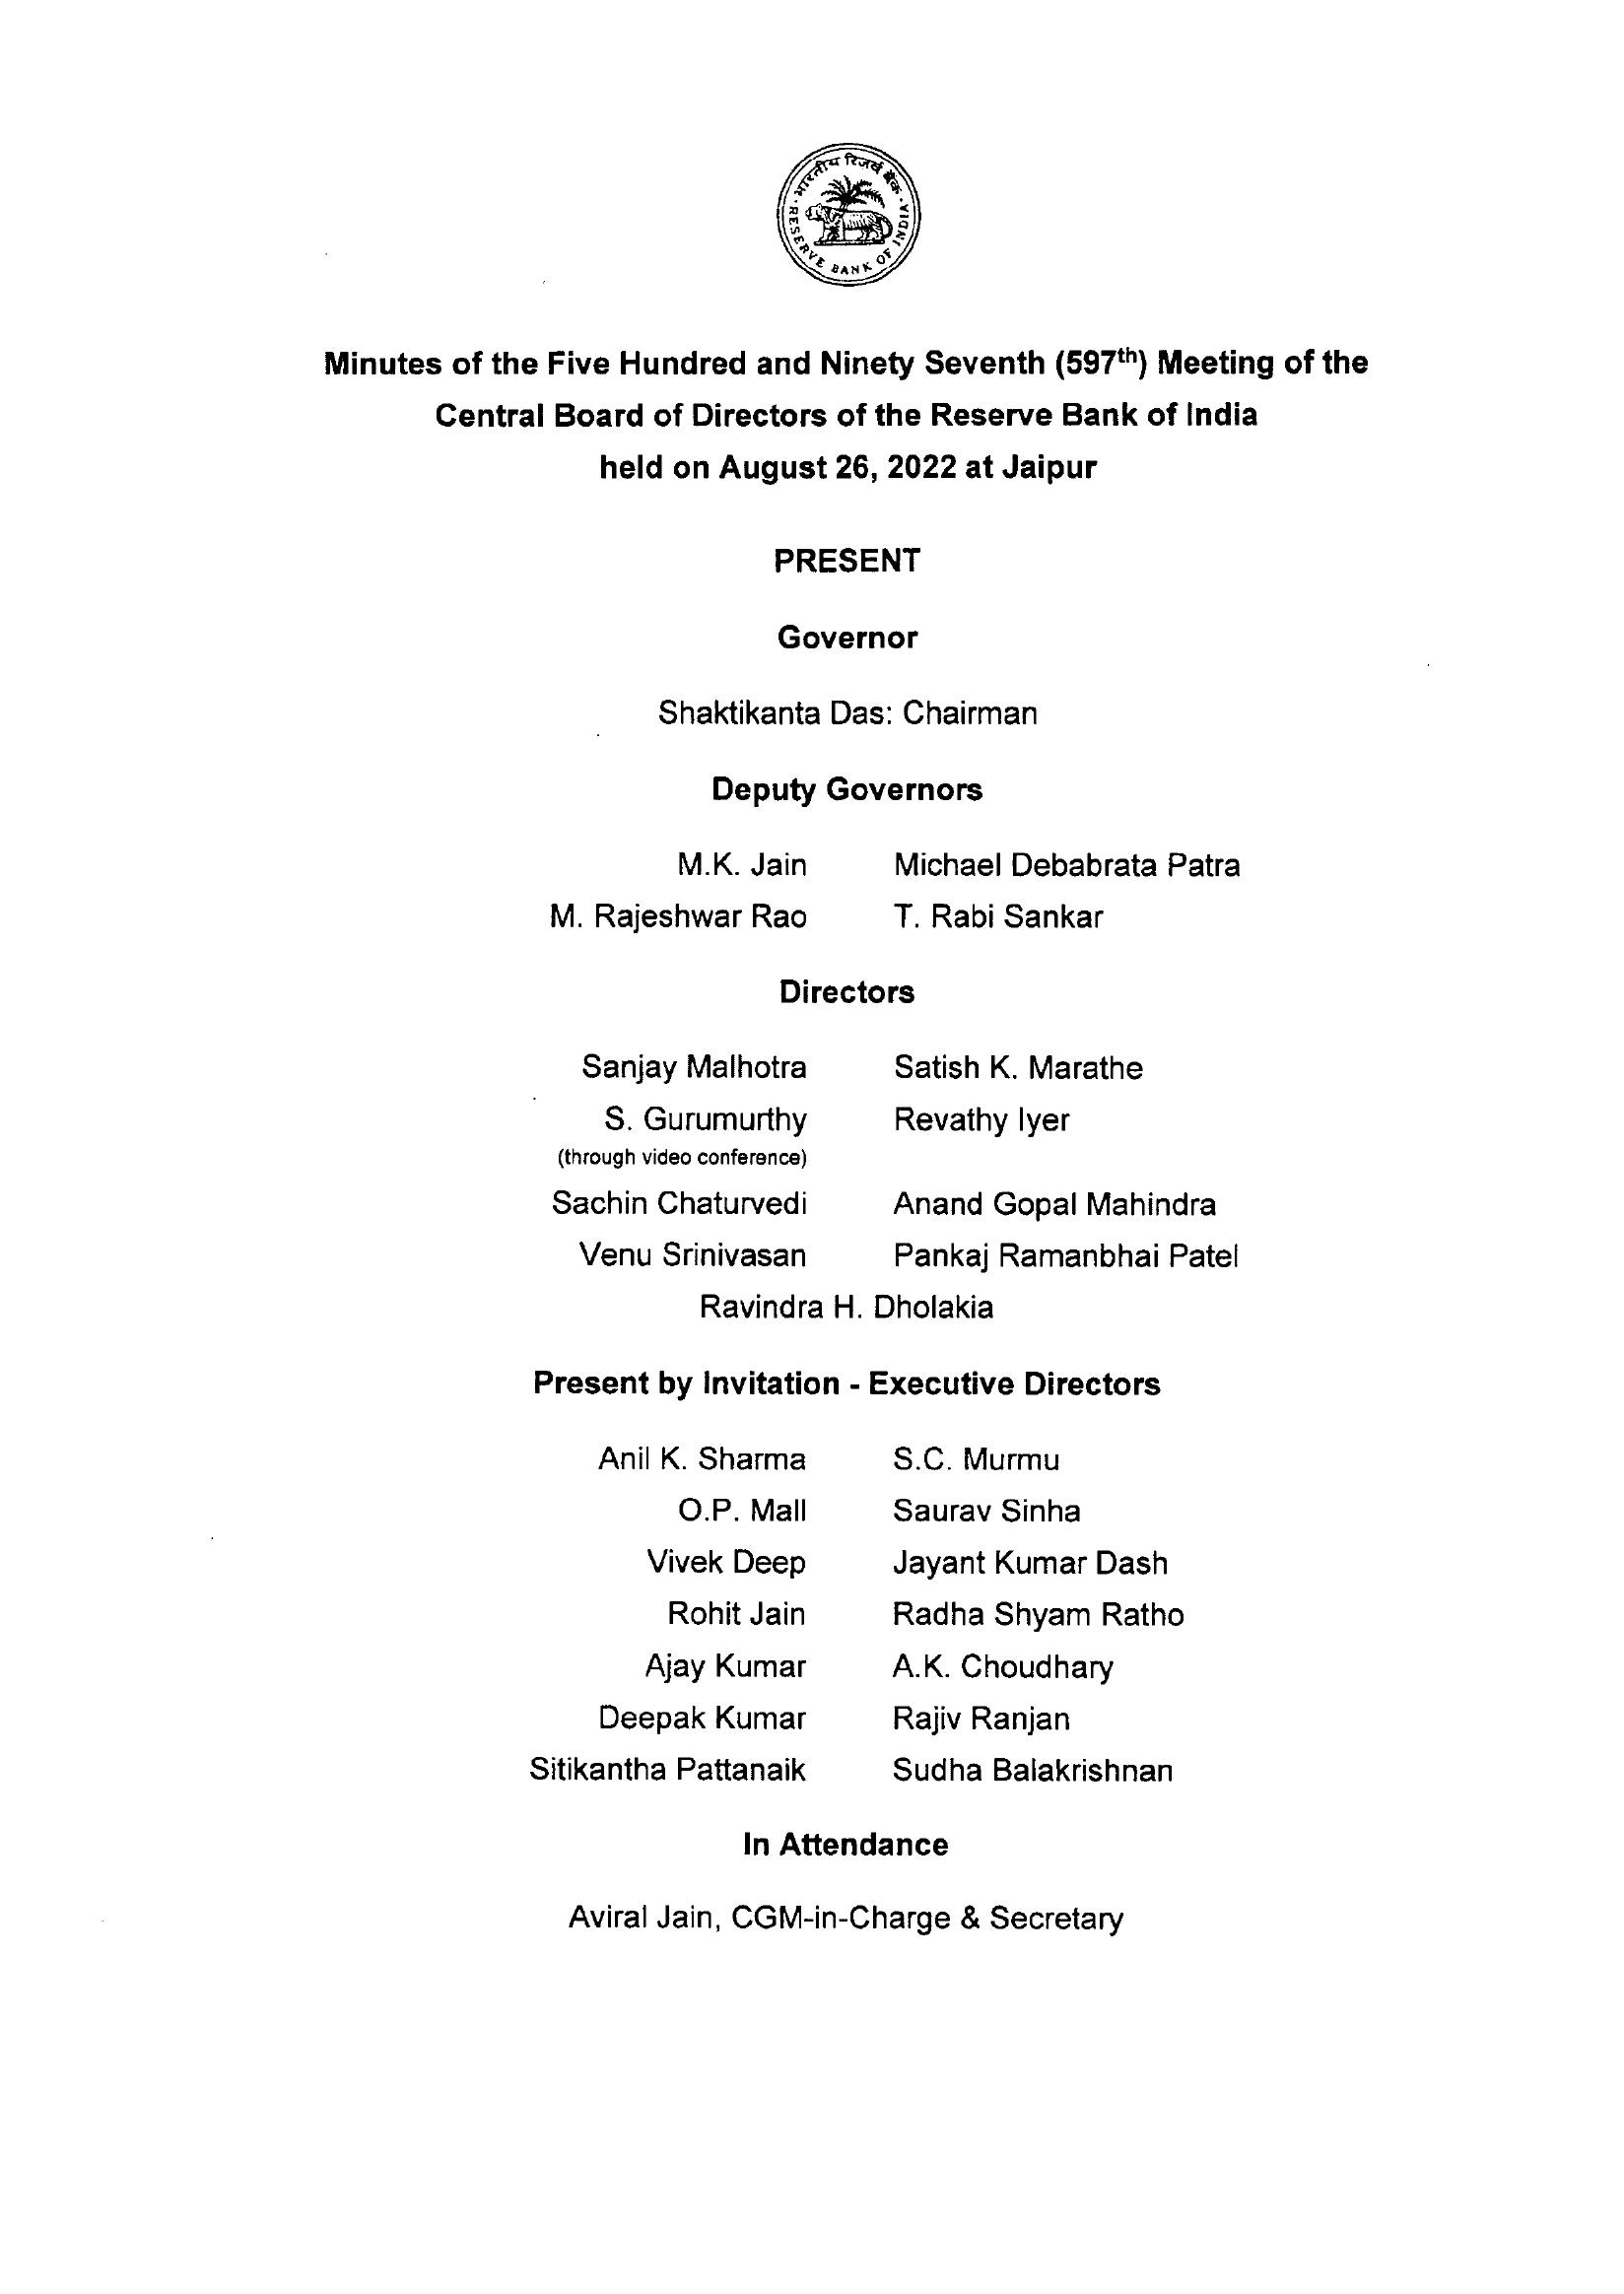 भारतीय रिज़र्व बैंक
RESERVE BANK OF INDIA
Minutes of the Five Hundred and Ninety Seventh (597th) Meeting of the
Central Board of Directors of the Reserve Bank of India
held on August 26, 2022 at Jaipur
PRESENT
Governor
Shaktikanta Das: Chairman
Deputy Governors
M.K. Jain Michael Debabrata Patra
M. Rajeshwar Rao T. Rabi Sankar
Directors
Sanjay Malhotra Satish K. Marathe
S. Gurumurthy Revathy Iyer
(through video conference)
Sachin Chaturvedi Anand Gopal Mahindra
Venu Srinivasan Pankaj Ramanbhai Patel
Ravindra H. Dholakia
Present by Invitation - Executive Directors
Anil K. Sharma S.C. Murmu
O.P. Mall Saurav Sinha
Vivek Deep Jayant Kumar Dash
Rohit Jain Radha Shyam Ratho
Ajay Kumar A.K. Choudhary
Deepak Kumar Rajiv Ranjan
Sitikantha Pattanaik Sudha Balakrishnan
In Attendance
Aviral Jain, CGM-in-Charge & Secretary